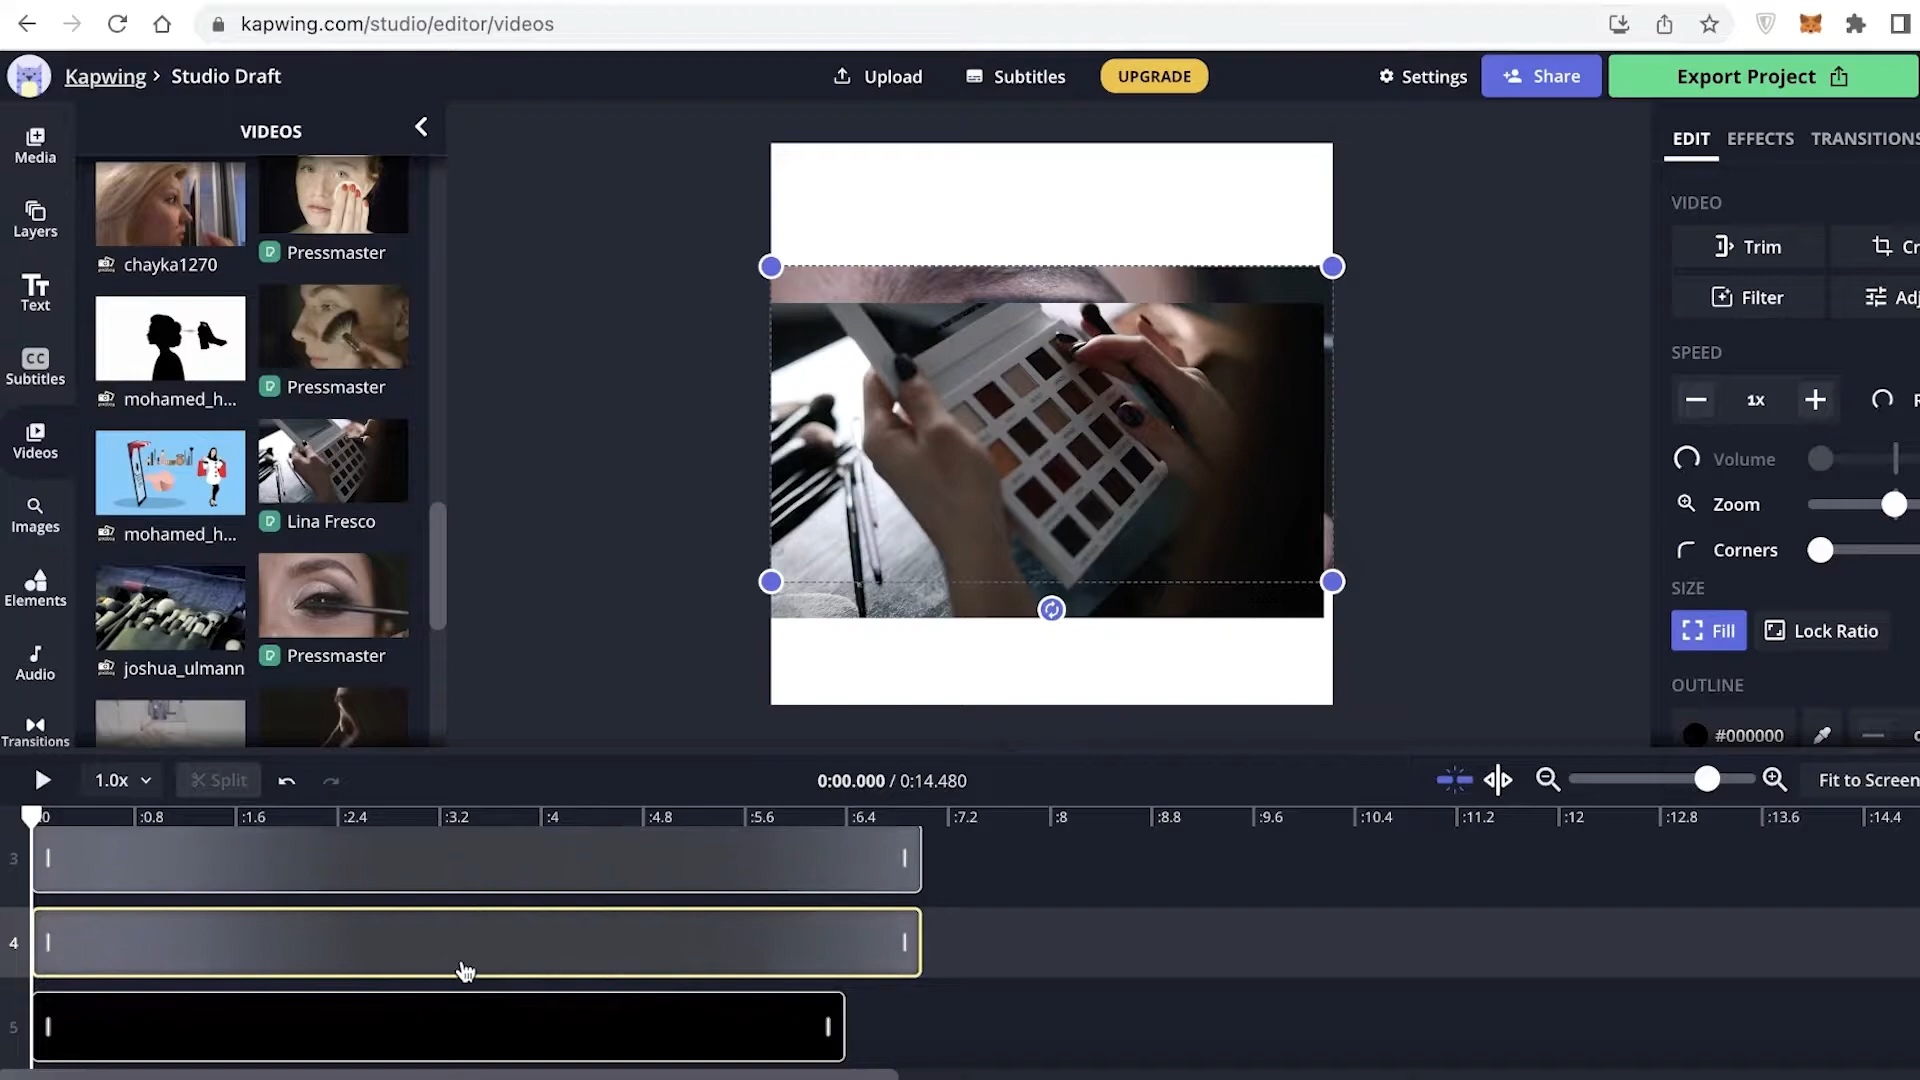 kapwing.com/studio/editor/videos
Kapwing › Studio Draft
Upload
Subtitles
UPGRADE
Settings
Share
Export Project
Media
Layers
Text
CC
Subtitles
Videos
Images
Elements
Audio
Transitions
VIDEOS
chayka1270
Pressmaster
mohamed_h...
Pressmaster
mohamed_h...
Lina Fresco
joshua_ulmann
Pressmaster
EDIT EFFECTS TRANSITIONS
VIDEO
Trim
Cr
Filter
Adj
SPEED
1x
Volume
Zoom
Corners
SIZE
Fill
Lock Ratio
OUTLINE
#000000
1.0x
Split
0:00.000 / 0:14.480
Fit to Screen
:0 :0.8 :1.6 :2.4 :3.2 :4 :4.8 :5.6 :6.4 :7.2 :8 :8.8 :9.6 :10.4 :11.2 :12 :12.8 :13.6 :14.4
3
4
5